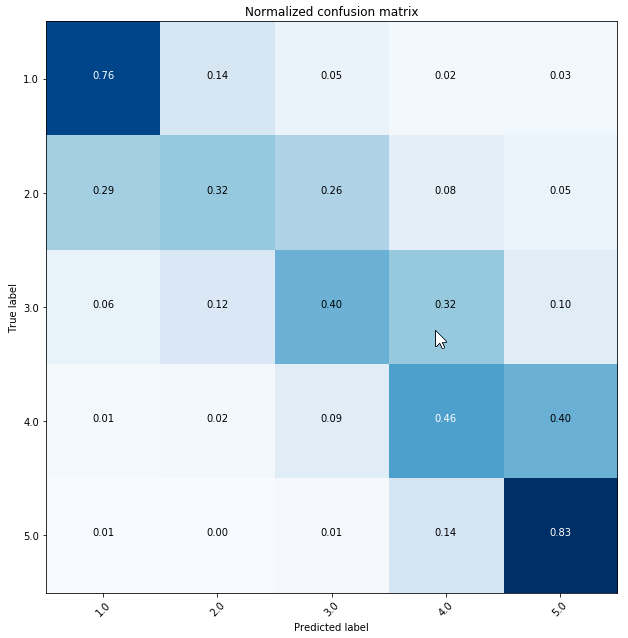 Normalized confusion matrix
1.0 0.76 0.14 0.05 0.02 0.03
2.0 0.29 0.32 0.26 0.08 0.05
3.0 0.06 0.12 0.40 0.32 0.10
4.0 0.01 0.02 0.09 0.46 0.40
5.0 0.01 0.00 0.01 0.14 0.83
True label
1.0 2.0 3.0 4.0 5.0
Predicted label